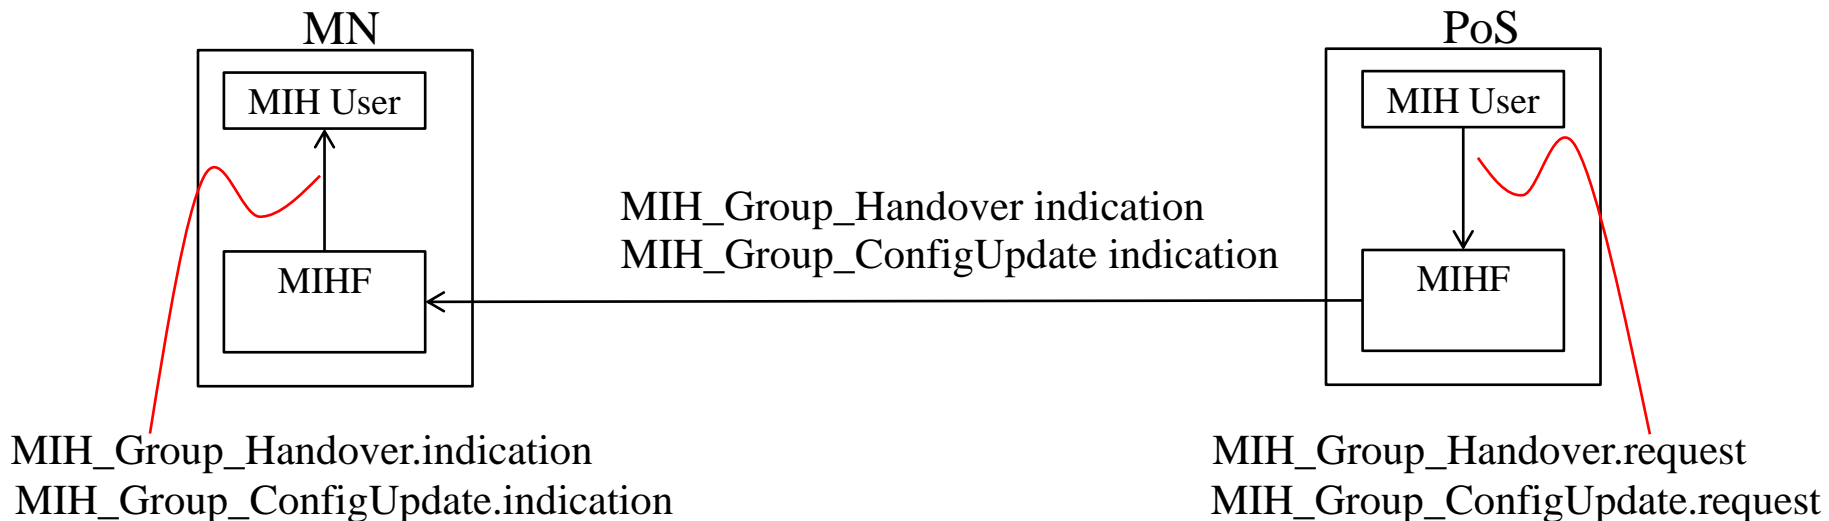 MN
PoS
MIH User
MIH User
MIH_Group_Handover indication
MIH_Group_ConfigUpdate indication
MIHF
MIHF
MIH_Group_Handover.indication
MIH_Group_ConfigUpdate.indication
MIH_Group_Handover.request
MIH_Group_ConfigUpdate.request